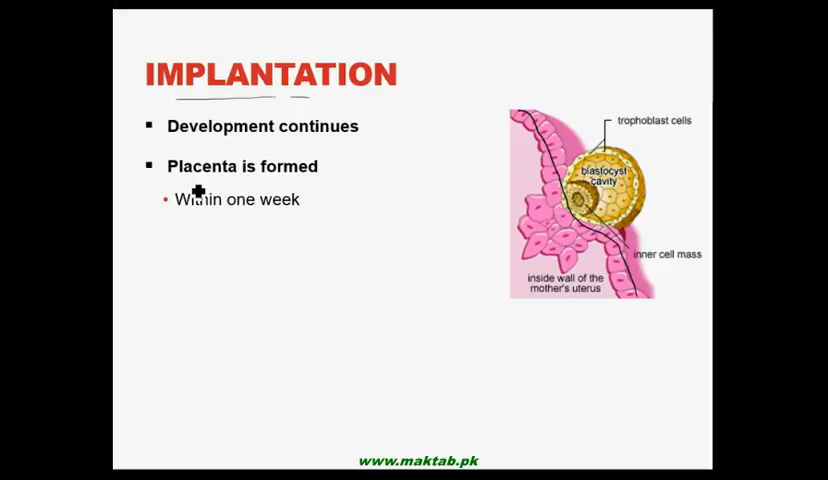 IMPLANTATION
Development continues
Placenta is formed
Within one week
trophoblast cells
blastocyst
cavity
inner cell mass
inside wall of the
mother's uterus
www.maktab.pk